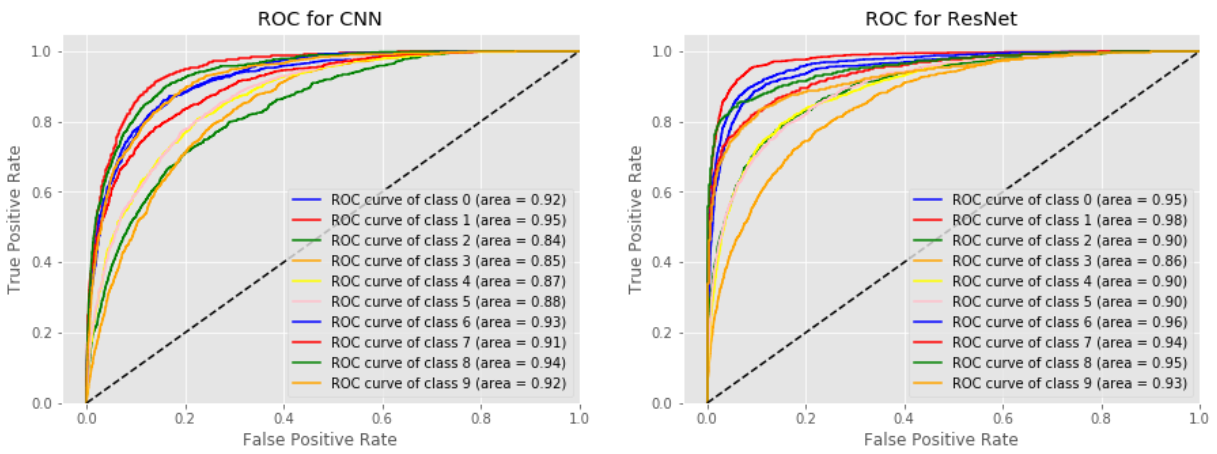 ROC for CNN
1.0
0.8
0.6
0.4
0.2
0.0
True Positive Rate
ROC curve of class 0 (area = 0.92)
ROC curve of class 1 (area = 0.95)
ROC curve of class 2 (area = 0.84)
ROC curve of class 3 (area = 0.85)
ROC curve of class 4 (area = 0.87)
ROC curve of class 5 (area = 0.88)
ROC curve of class 6 (area = 0.93)
ROC curve of class 7 (area = 0.91)
ROC curve of class 8 (area = 0.94)
ROC curve of class 9 (area = 0.92)
0.0 0.2 0.4 0.6 0.8 1.0
False Positive Rate
ROC for ResNet
1.0
0.8
0.6
0.4
0.2
0.0
True Positive Rate
ROC curve of class 0 (area = 0.95)
ROC curve of class 1 (area = 0.98)
ROC curve of class 2 (area = 0.90)
ROC curve of class 3 (area = 0.86)
ROC curve of class 4 (area = 0.90)
ROC curve of class 5 (area = 0.90)
ROC curve of class 6 (area = 0.96)
ROC curve of class 7 (area = 0.94)
ROC curve of class 8 (area = 0.95)
ROC curve of class 9 (area = 0.93)
0.0 0.2 0.4 0.6 0.8 1.0
False Positive Rate